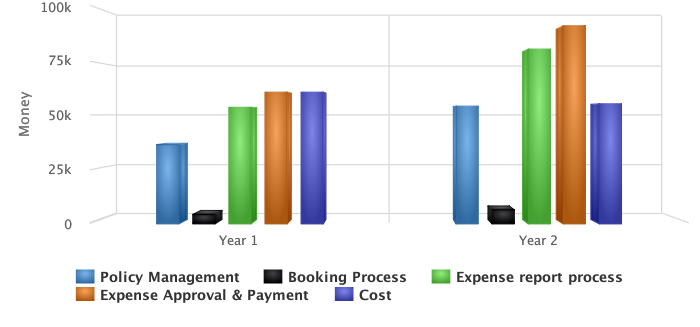 100k
75k
50k
25k
0
Money
Year 1
Year 2
Policy Management
Booking Process
Expense report process
Expense Approval & Payment
Cost